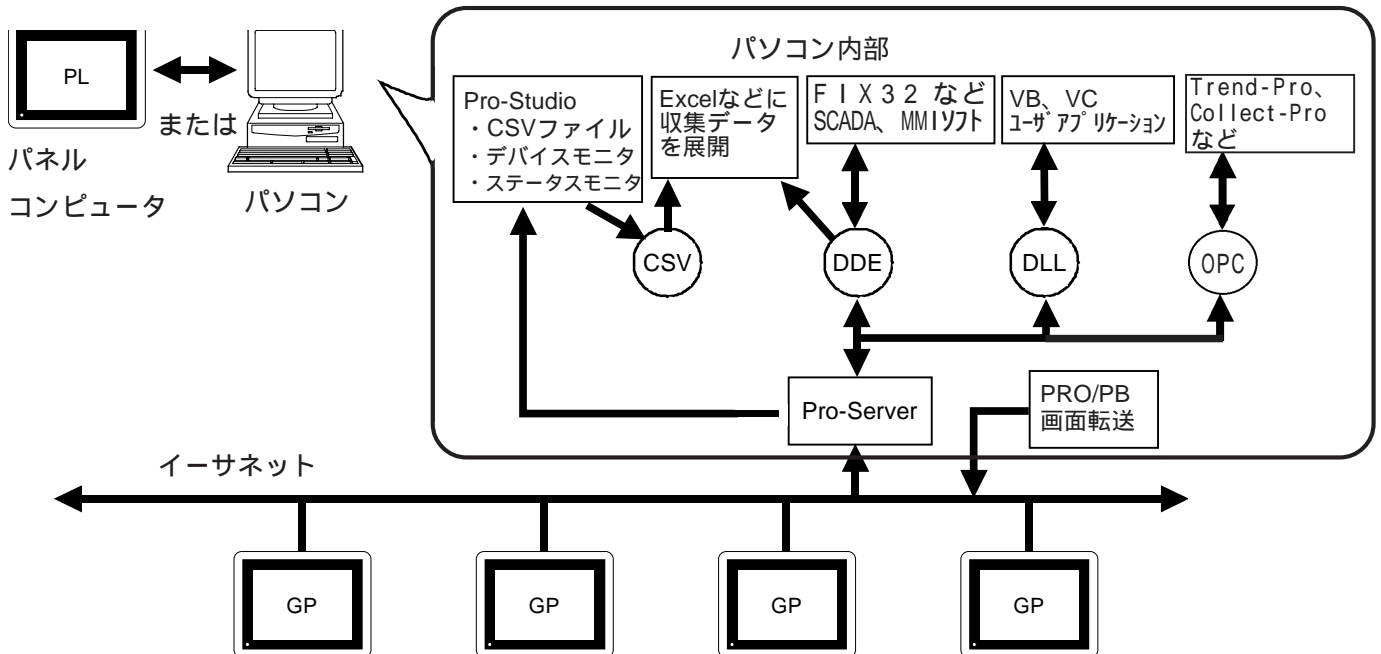 パソコン内部
PL
または
パネル
コンピュータ
パソコン
Pro-Studio
・CSVファイル
・デバイスモニタ
・ステータスモニタ
Excelなどに
収集データ
を展開
ＦＩＸ３２ など
SCADA、MMIソフト
VB、VC
ユーザアプリケーション
Trend-Pro、
Collect-Pro
など
CSV
DDE
DLL
OPC
Pro-Server
PRO/PB
画面転送
イーサネット
GP
GP
GP
GP